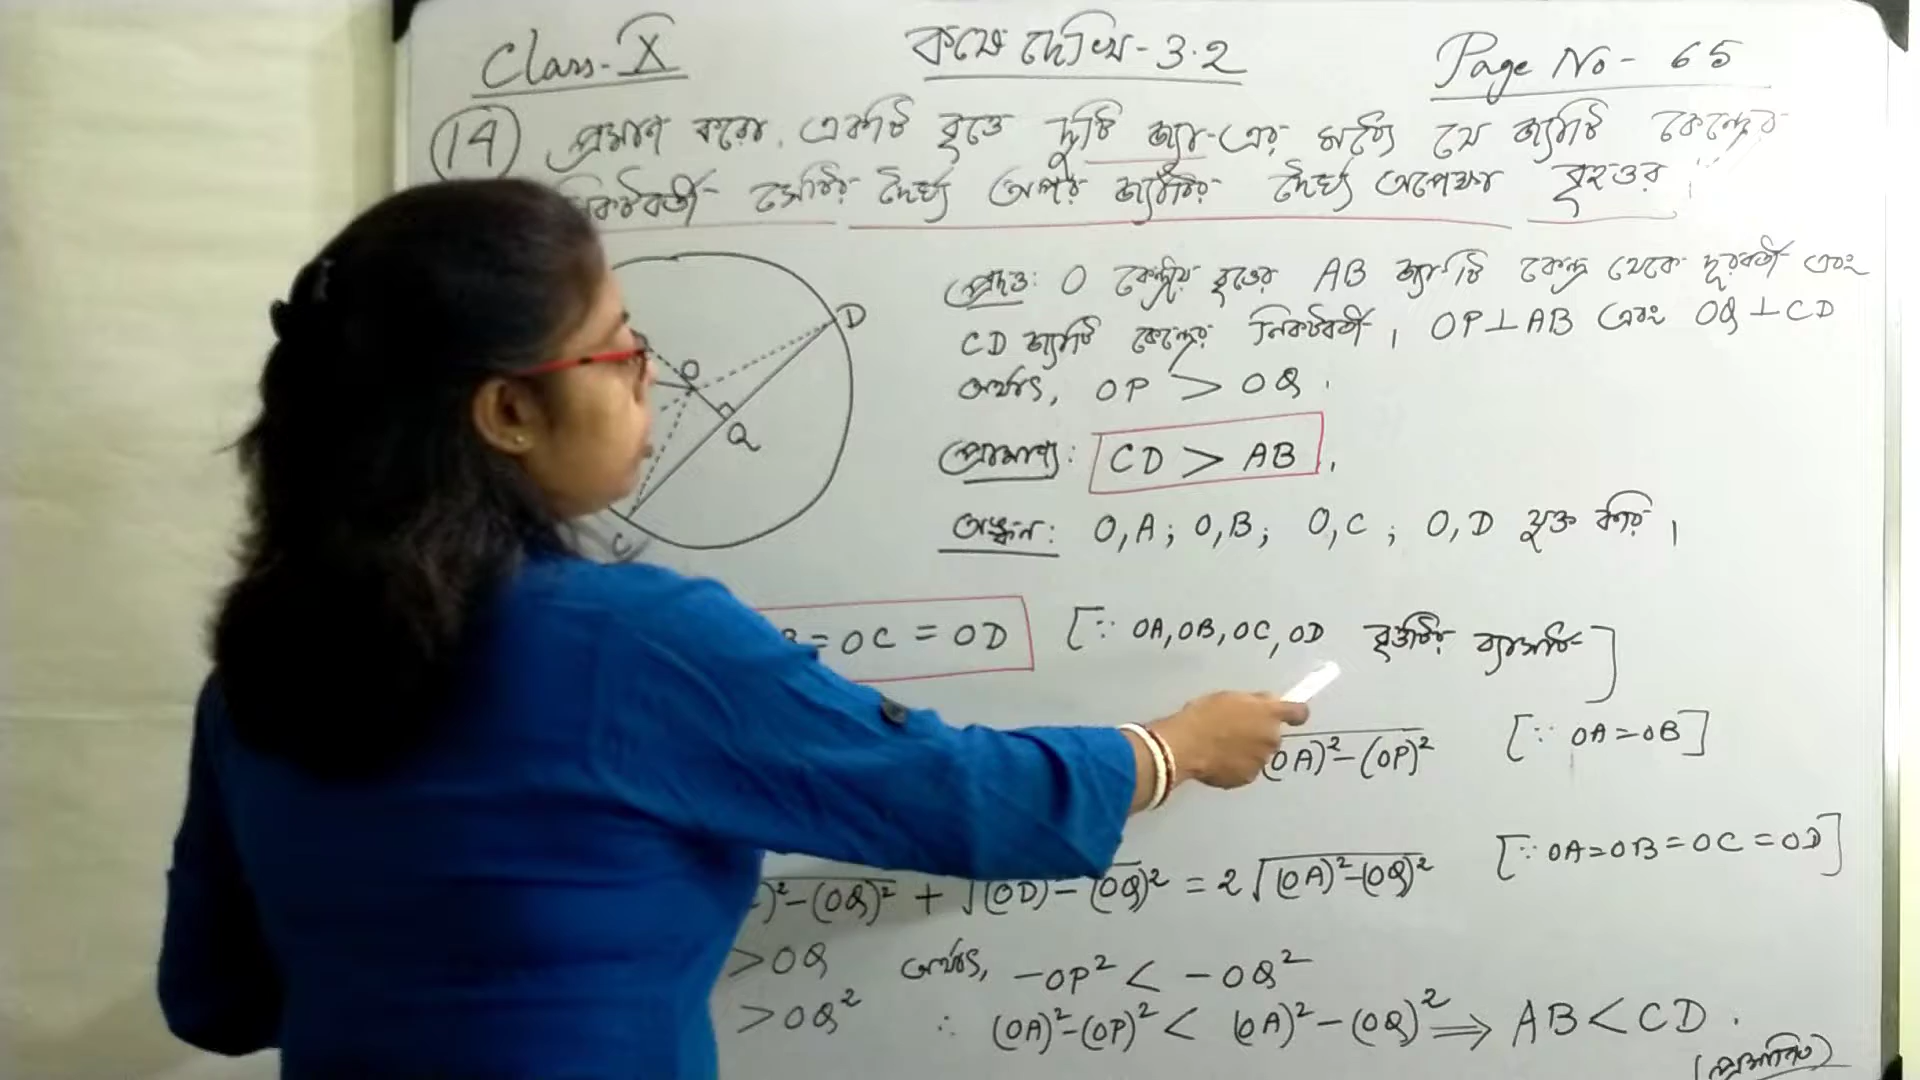 Class-X
কষে দেখি-3.2
Page No - 65
14 প্রমাণ করো, একটি বৃত্তে দুটি জ্যা-এর মধ্যে যে জ্যাটি কেন্দ্রের
নিকটবর্তী সেটির দৈর্ঘ্য অপর জ্যাটির দৈর্ঘ্য অপেক্ষা বৃহত্তর।
D
O
Q
C
প্রদত্ত: O কেন্দ্রীয় বৃত্তের AB জ্যাটি কেন্দ্র থেকে দূরবর্তী এবং
CD জ্যাটি কেন্দ্রের নিকটবর্তী, OP⊥AB এবং OQ⊥CD
অর্থাৎ, OP > OQ.
প্রামাণ্য: CD > AB.
অঙ্কন: O,A; O,B; O,C; O,D যুক্ত করি।
=OC = OD [∵ OA,OB,OC,OD বৃত্তটির ব্যাসার্ধ]
(OA)²-(OP)² [∵ OA=OB]
)²-(OQ)² + √(OD)-(OQ)² = 2√(OA)²-(OQ)² [∵ OA=OB=OC=OD]
>OQ অর্থাৎ, -OP² < -OQ²
>OQ² ∴ (OA)²-(OP)² < (OA)²-(OQ)² ⟹ AB<CD.
(প্রমাণিত)